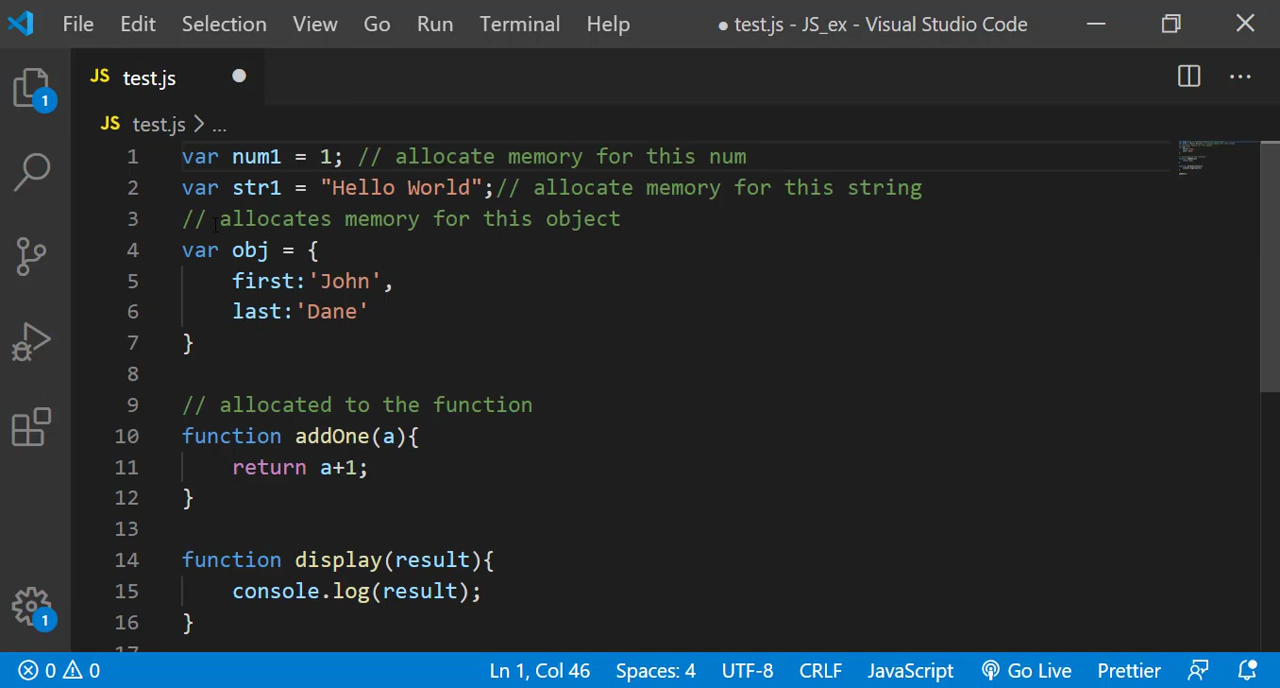 File Edit Selection View Go Run Terminal Help ● test.js - JS_ex - Visual Studio Code
JS test.js
JS test.js > ...
1 var num1 = 1; // allocate memory for this num
2 var str1 = "Hello World";// allocate memory for this string
3 // allocates memory for this object
4 var obj = {
5 first:'John',
6 last:'Dane'
7 }
8
9 // allocated to the function
10 function addOne(a){
11 return a+1;
12 }
13
14 function display(result){
15 console.log(result);
16 }
17
1
1
0 0 Ln 1, Col 46 Spaces: 4 UTF-8 CRLF JavaScript Go Live Prettier